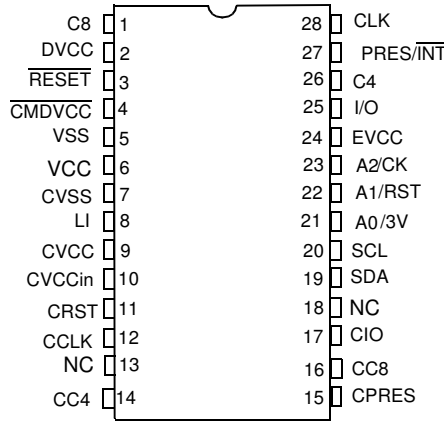 C8 1 28 CLK
DVCC 2 27 PRES/INT
RESET 3 26 C4
CMDVCC 4 25 I/O
VSS 5 24 EVCC
VCC 6 23 A2/CK
CVSS 7 22 A1/RST
LI 8 21 A0/3V
CVCC 9 20 SCL
CVCCin 10 19 SDA
CRST 11 18 NC
CCLK 12 17 CIO
NC 13 16 CC8
CC4 14 15 CPRES